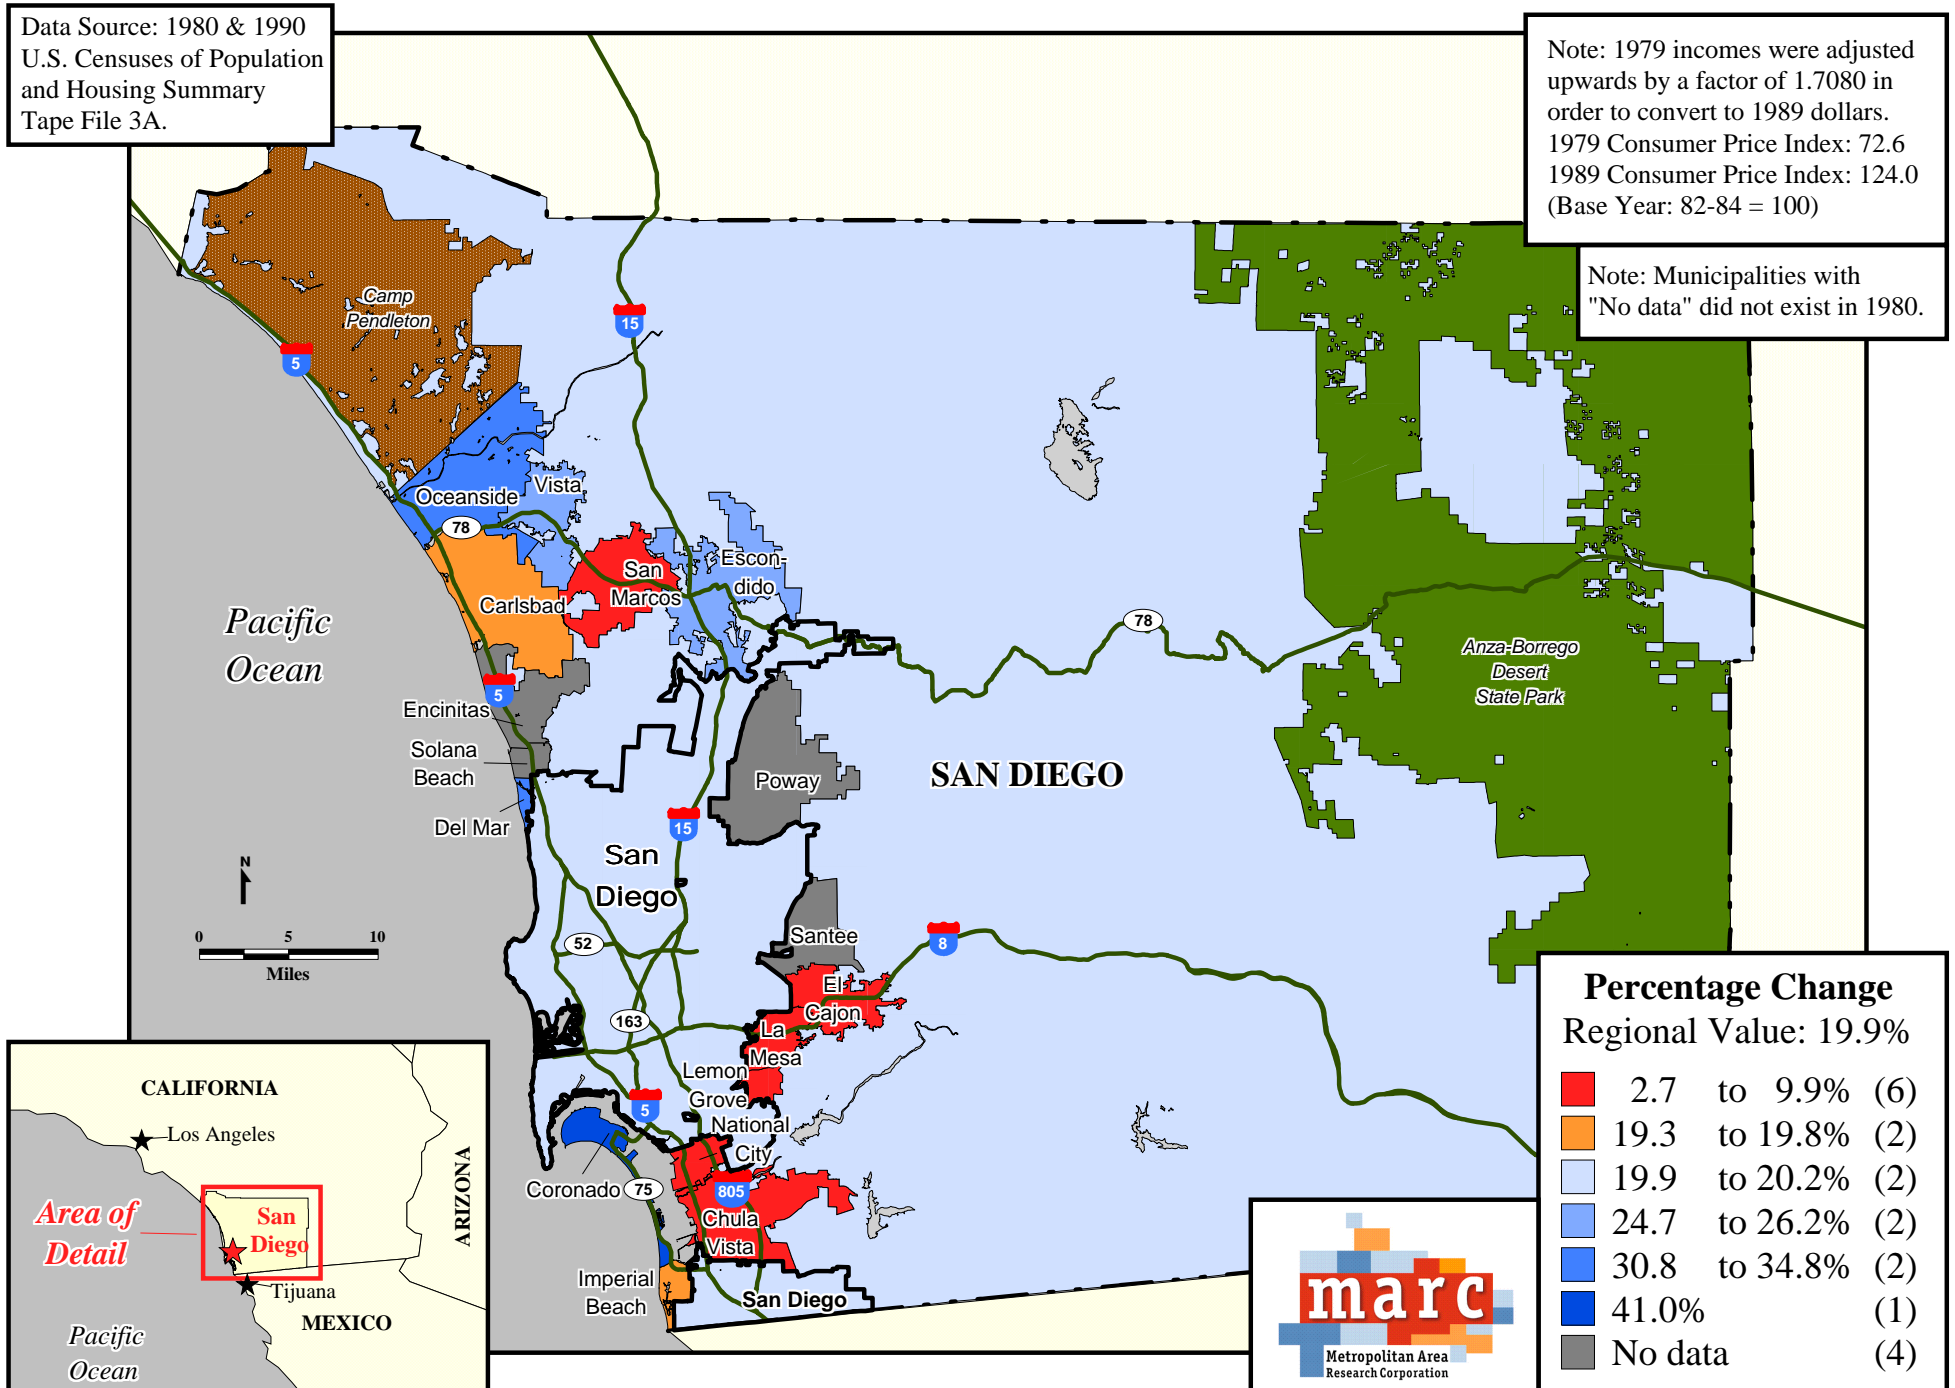 Data Source: 1980 & 1990
U.S. Censuses of Population
and Housing Summary
Tape File 3A.
Note: 1979 incomes were adjusted
upwards by a factor of 1.7080 in
order to convert to 1989 dollars.
1979 Consumer Price Index: 72.6
1989 Consumer Price Index: 124.0
(Base Year: 82-84 = 100)
Note: Municipalities with
"No data" did not exist in 1980.
Camp
Pendleton
15
5
Oceanside
Vista
78
San
Marcos
Escon-
dido
Carlsbad
Pacific
Ocean
78
Anza-Borrego
Desert
State Park
5
Encinitas
Solana
Beach
Del Mar
Poway
SAN DIEGO
15
San
Diego
N
0 5 10
Miles
52
Santee
8
El
Cajon
163
La
Mesa
Lemon
Grove
5
National
City
Coronado
75
805
Chula
Vista
Imperial
Beach
San Diego
CALIFORNIA
Los Angeles
ARIZONA
Area of
Detail
San
Diego
Tijuana
MEXICO
Pacific
Ocean
marc
Metropolitan Area
Research Corporation
Percentage Change
Regional Value: 19.9%
2.7 to 9.9% (6)
19.3 to 19.8% (2)
19.9 to 20.2% (2)
24.7 to 26.2% (2)
30.8 to 34.8% (2)
41.0% (1)
No data (4)